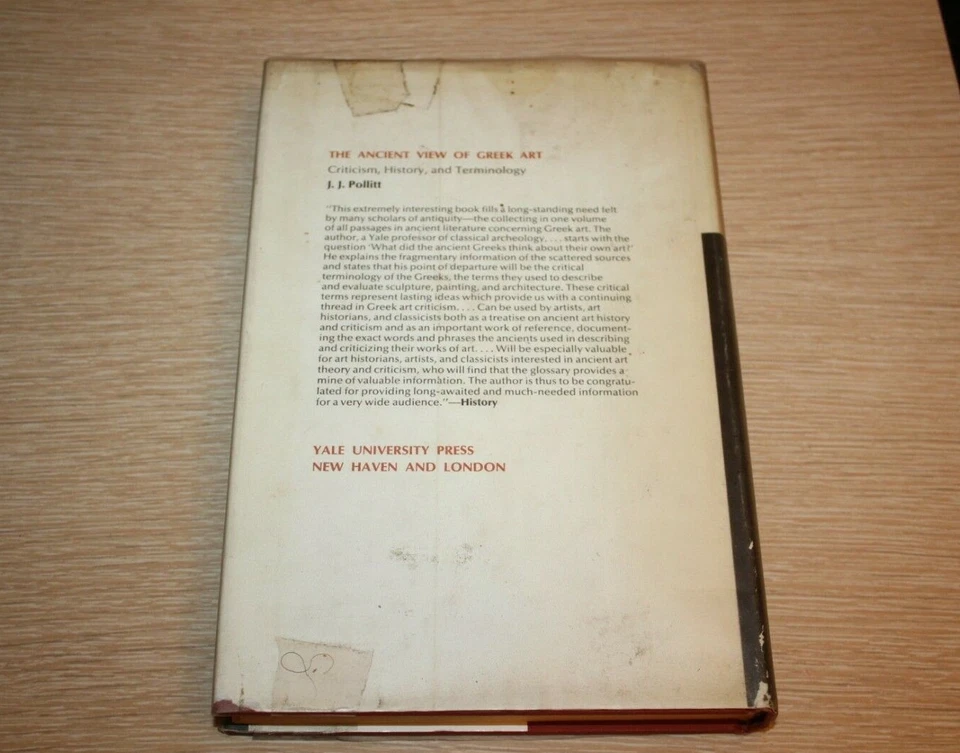 THE ANCIENT VIEW OF GREEK ART
Criticism, History, and Terminology
J. J. Pollitt
"This extremely interesting book fills a long-standing need felt
by many scholars of antiquity—the collecting in one volume
of all passages in ancient literature concerning Greek art. The
author, a Yale professor of classical archeology, . . . starts with the
question 'What did the ancient Greeks think about their own art?'
He explains the fragmentary information of the scattered sources
and states that his point of departure will be the critical
terminology of the Greeks, the terms they used to describe
and evaluate sculpture, painting, and architecture. These critical
terms represent lasting ideas which provide us with a continuing
thread in Greek art criticism. . . . Can be used by artists, art
historians, and classicists both as a treatise on ancient art history
and criticism and as an important work of reference, document-
ing the exact words and phrases the ancients used in describing
and criticizing their works of art. . . . Will be especially valuable
for art historians, artists, and classicists interested in ancient art
theory and criticism, who will find that the glossary provides a
mine of valuable information. The author is thus to be congratu-
lated for providing long-awaited and much-needed information
for a very wide audience."—History
YALE UNIVERSITY PRESS
NEW HAVEN AND LONDON